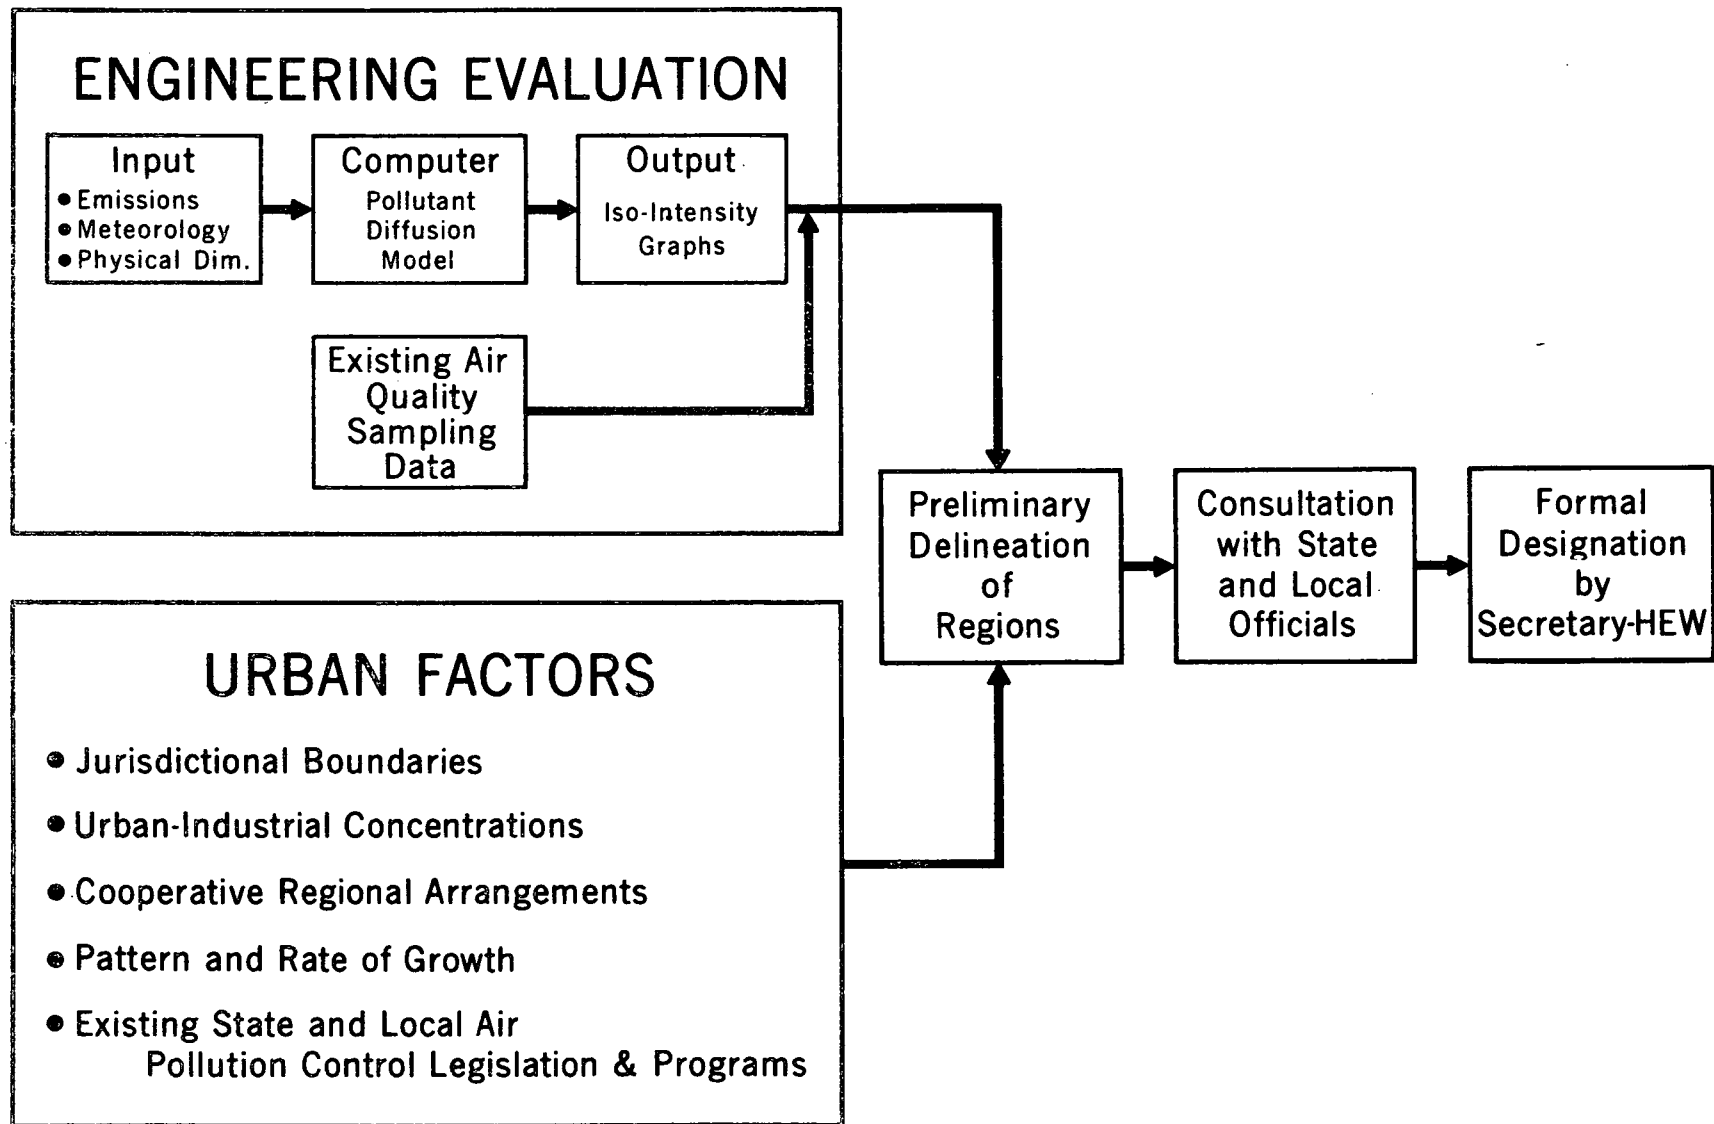 ENGINEERING EVALUATION
Input
● Emissions
● Meteorology
● Physical Dim.
Computer
Pollutant
Diffusion
Model
Output
Iso-Intensity
Graphs
Existing Air
Quality
Sampling
Data
Preliminary
Delineation
of
Regions
Consultation
with State
and Local
Officials
Formal
Designation
by
Secretary-HEW
URBAN FACTORS
● Jurisdictional Boundaries
● Urban-Industrial Concentrations
● Cooperative Regional Arrangements
● Pattern and Rate of Growth
● Existing State and Local Air
Pollution Control Legislation & Programs